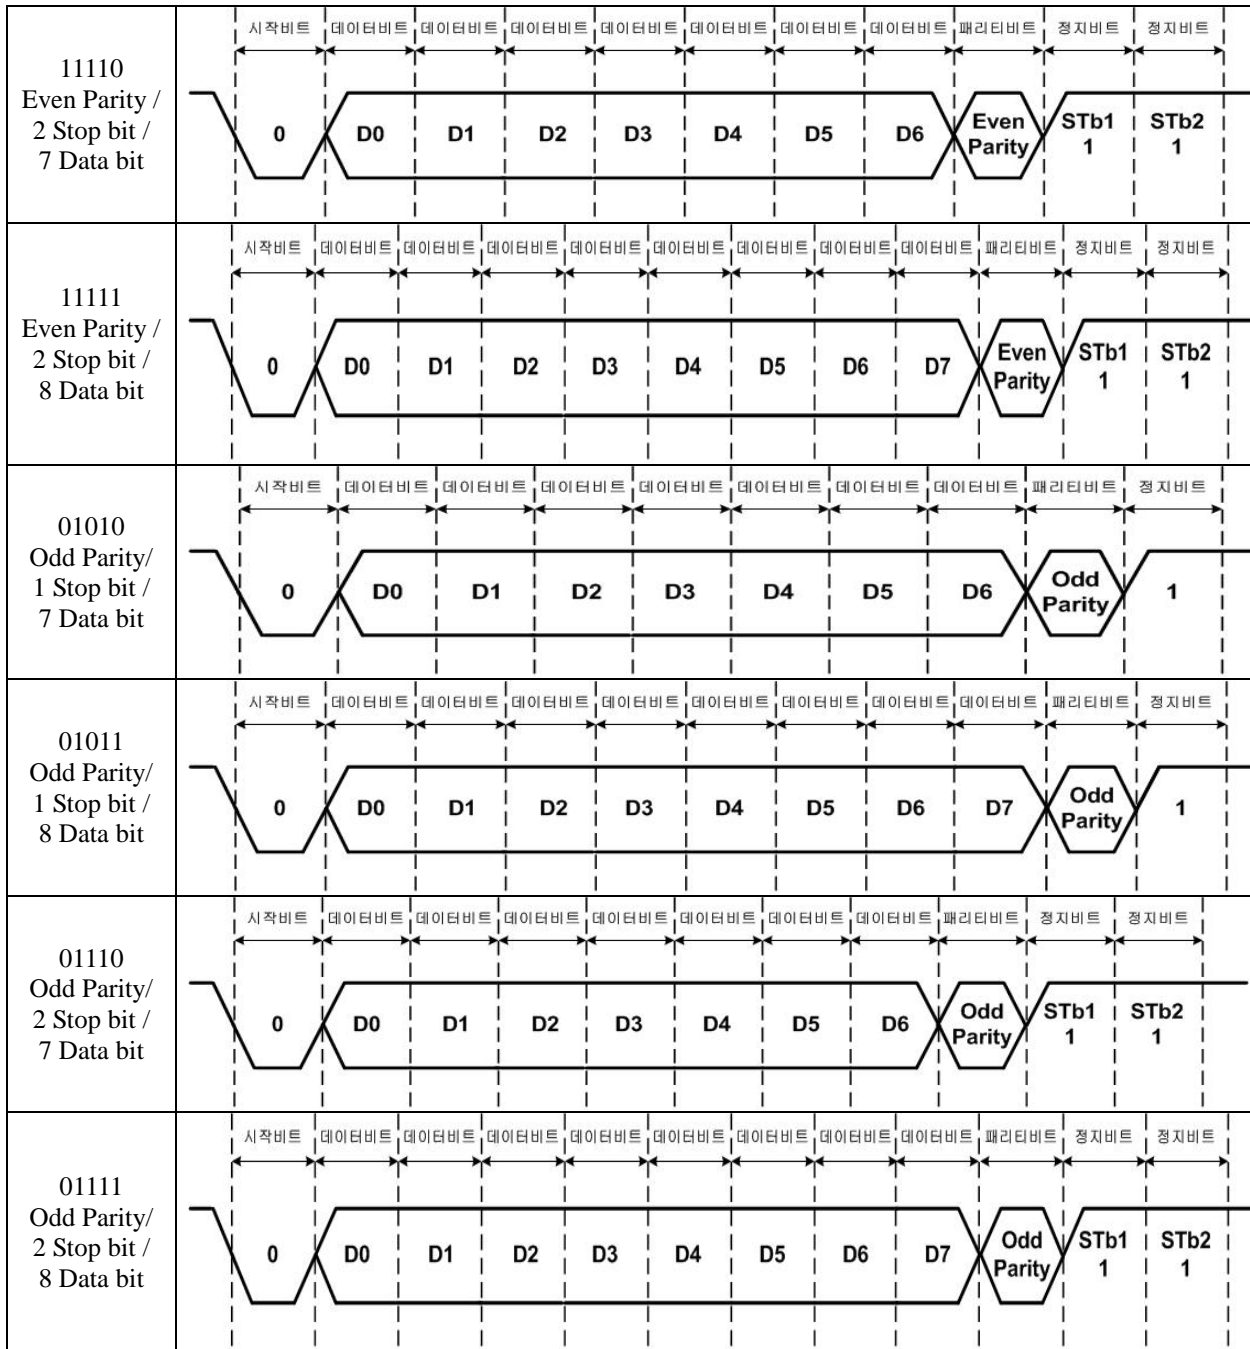 11110
Even Parity /
2 Stop bit /
7 Data bit
시작비트 데이터비트 데이터비트 데이터비트 데이터비트 데이터비트 데이터비트 데이터비트 패리티비트 정지비트 정지비트
0 D0 D1 D2 D3 D4 D5 D6 Even Parity STb1 1 STb2 1
11111
Even Parity /
2 Stop bit /
8 Data bit
시작비트 데이터비트 데이터비트 데이터비트 데이터비트 데이터비트 데이터비트 데이터비트 데이터비트 패리티비트 정지비트 정지비트
0 D0 D1 D2 D3 D4 D5 D6 D7 Even Parity STb1 1 STb2 1
01010
Odd Parity/
1 Stop bit /
7 Data bit
시작비트 데이터비트 데이터비트 데이터비트 데이터비트 데이터비트 데이터비트 데이터비트 패리티비트 정지비트
0 D0 D1 D2 D3 D4 D5 D6 Odd Parity 1
01011
Odd Parity/
1 Stop bit /
8 Data bit
시작비트 데이터비트 데이터비트 데이터비트 데이터비트 데이터비트 데이터비트 데이터비트 데이터비트 패리티비트 정지비트
0 D0 D1 D2 D3 D4 D5 D6 D7 Odd Parity 1
01110
Odd Parity/
2 Stop bit /
7 Data bit
시작비트 데이터비트 데이터비트 데이터비트 데이터비트 데이터비트 데이터비트 데이터비트 패리티비트 정지비트 정지비트
0 D0 D1 D2 D3 D4 D5 D6 Odd Parity STb1 1 STb2 1
01111
Odd Parity/
2 Stop bit /
8 Data bit
시작비트 데이터비트 데이터비트 데이터비트 데이터비트 데이터비트 데이터비트 데이터비트 데이터비트 패리티비트 정지비트 정지비트
0 D0 D1 D2 D3 D4 D5 D6 D7 Odd Parity STb1 1 STb2 1